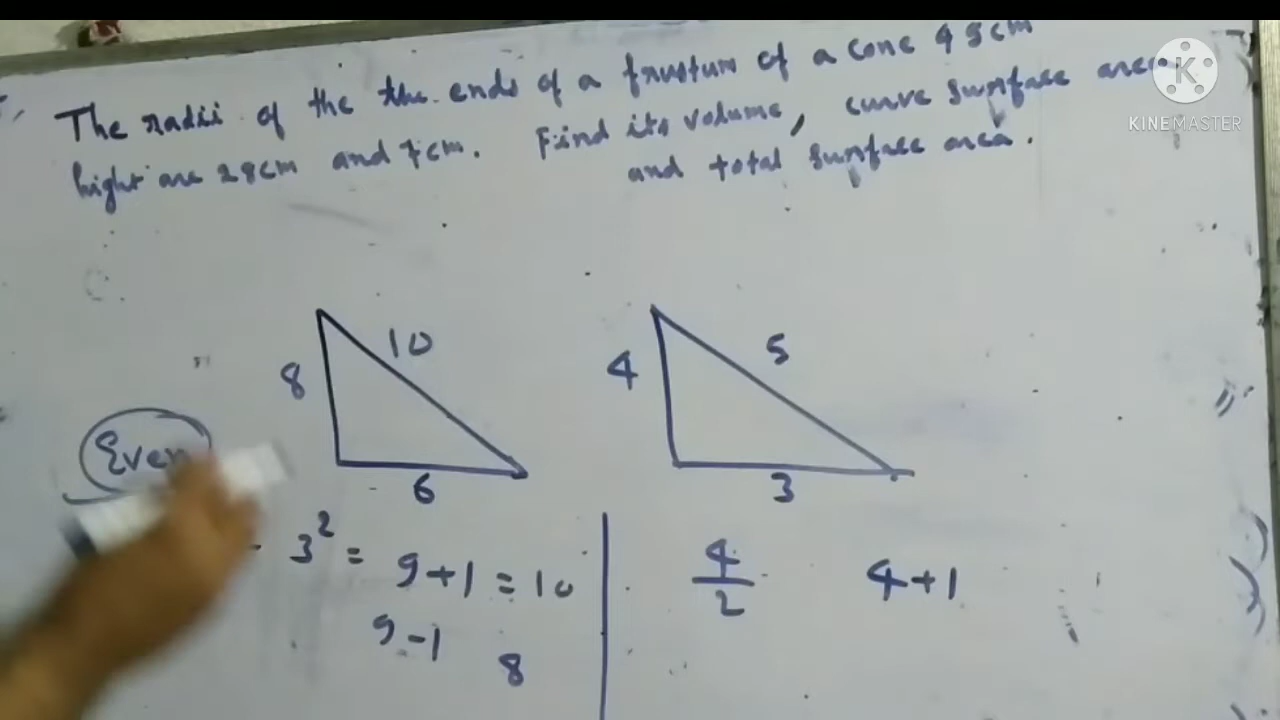 The radii of the the ends of a frustum of a cone 45cm
hight are 28cm and 7cm. Find its volume, curve surface area
and total surface area.
KINEMASTER
8 10 6
4 5 3
Even
3² = 9+1 = 10
9-1 8
4/2 4+1